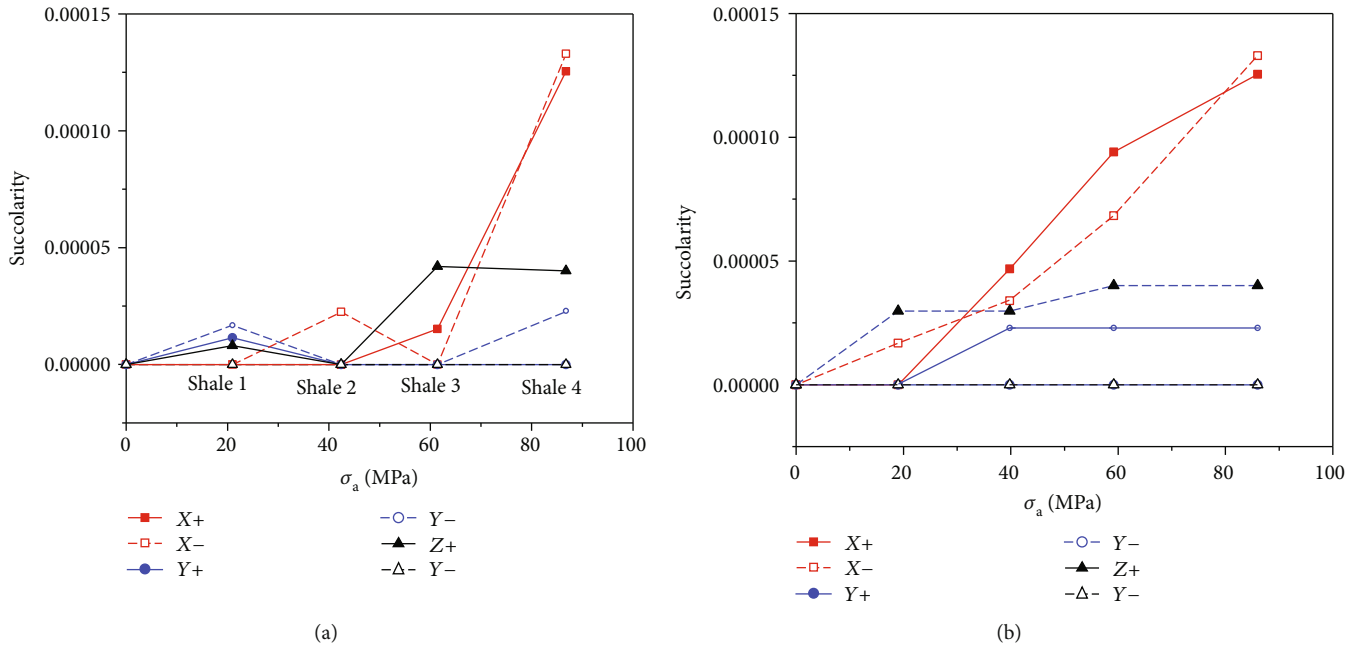 0.00015
0.00010
0.00005
0.00000
Succolarity
Shale 1
Shale 2
Shale 3
Shale 4
0
20
40
60
80
100
σa (MPa)
X+
X−
Y+
Y−
Z+
Y−
(a)
0.00015
0.00010
0.00005
0.00000
Succolarity
0
20
40
60
80
100
σa (MPa)
X+
X−
Y+
Y−
Z+
Y−
(b)